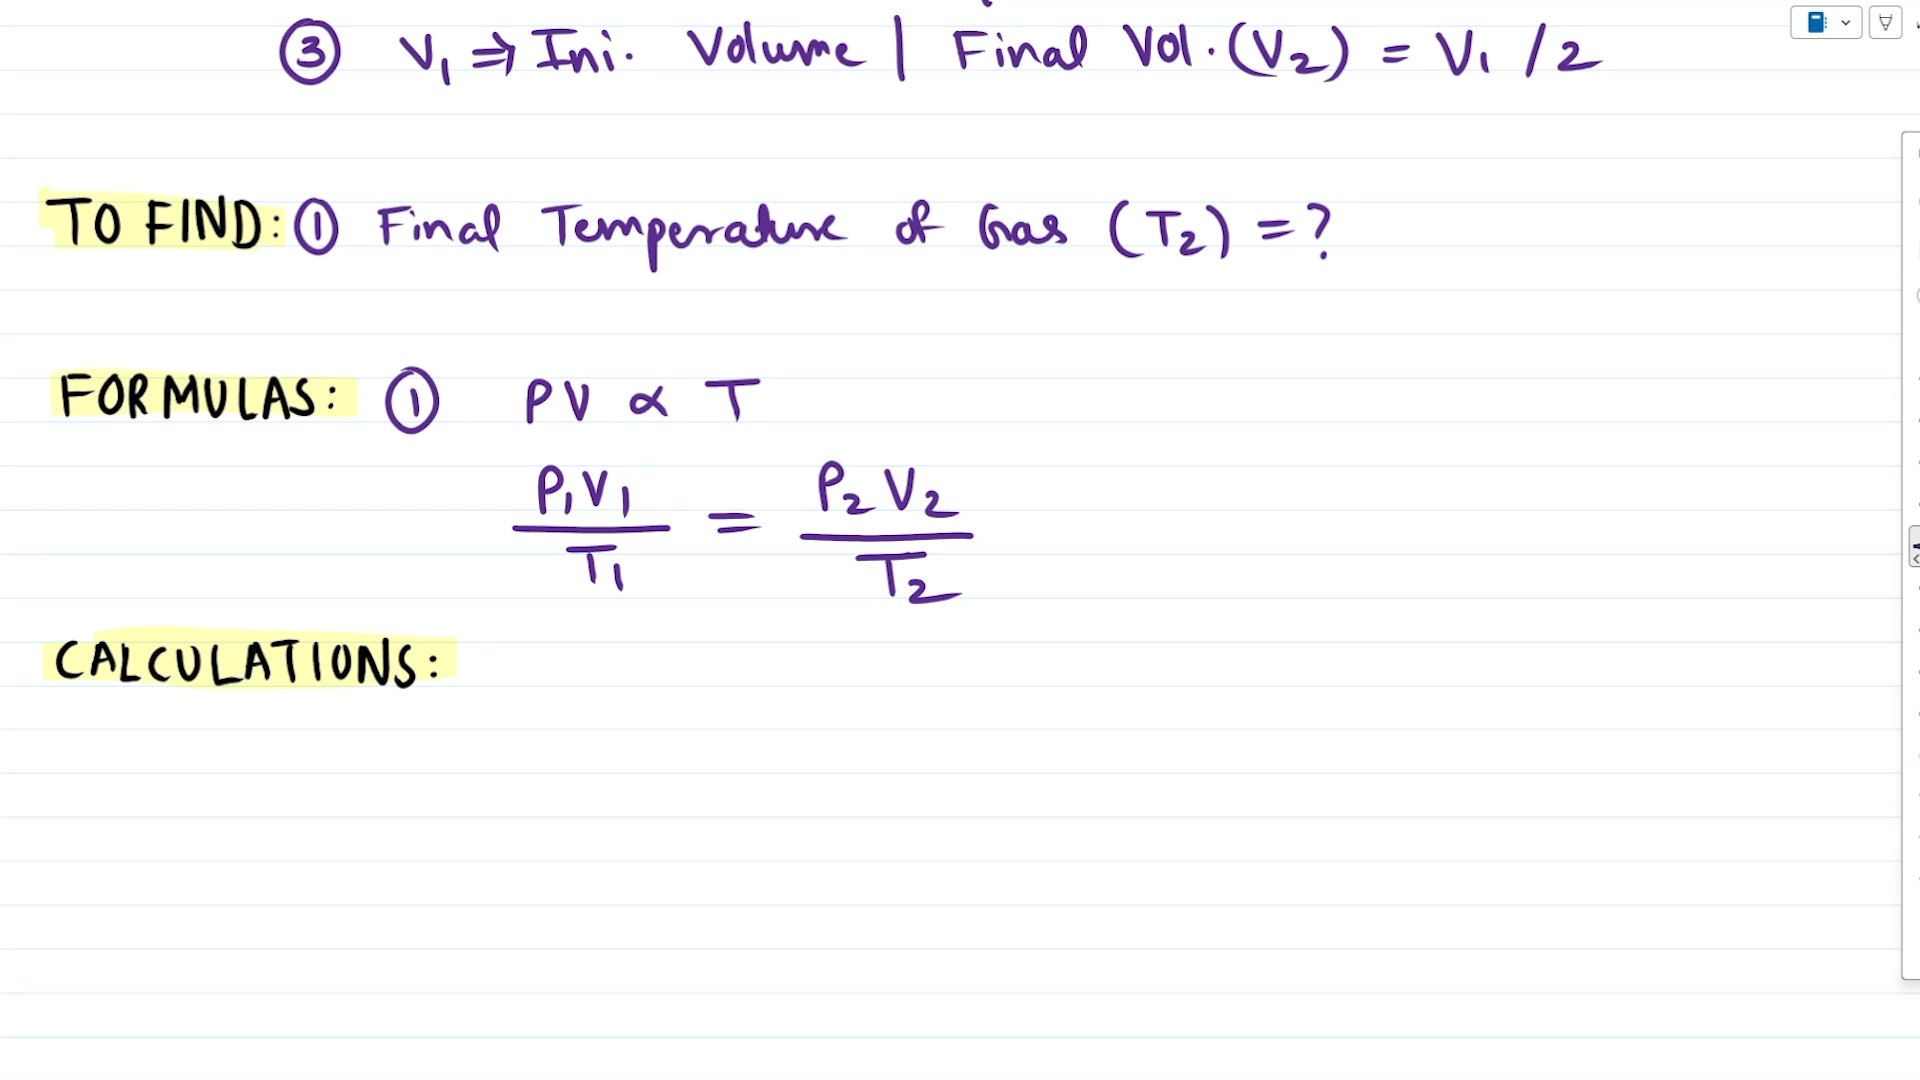 ③ V₁ ⇒ Ini. Volume | Final Vol. (V₂) = V₁ / 2
TO FIND: ① Final Temperature of Gas (T₂) = ?
FORMULAS: ① PV ∝ T
P₁V₁ / T₁ = P₂V₂ / T₂
CALCULATIONS: